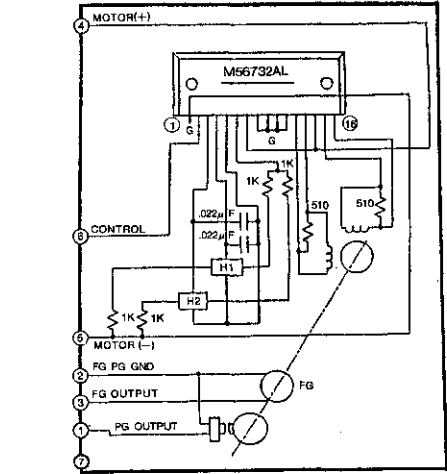 ④ MOTOR(+)
M56732AL
① G G ⑯
1K 1K
.022μF 510 510
⑥ CONTROL
.022μF
H1
H2
1K 1K
⑤ MOTOR (−)
② FG PG GND
FG
③ FG OUTPUT
① PG OUTPUT
⑦